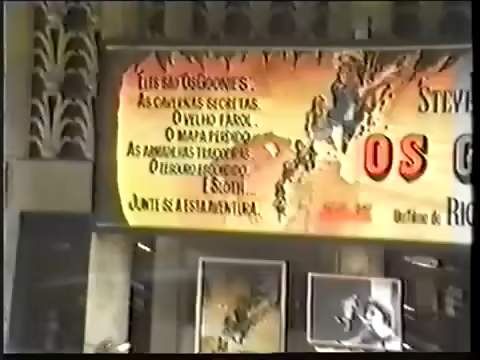 Eles são Os Goonies.
As cavernas secretas.
O velho farol.
O mapa perdido.
As armadilhas traiçoeiras.
O tesouro escondido.
E Sloth...
Junte se a esta aventura.
Steve
OS G
Um filme de RIC